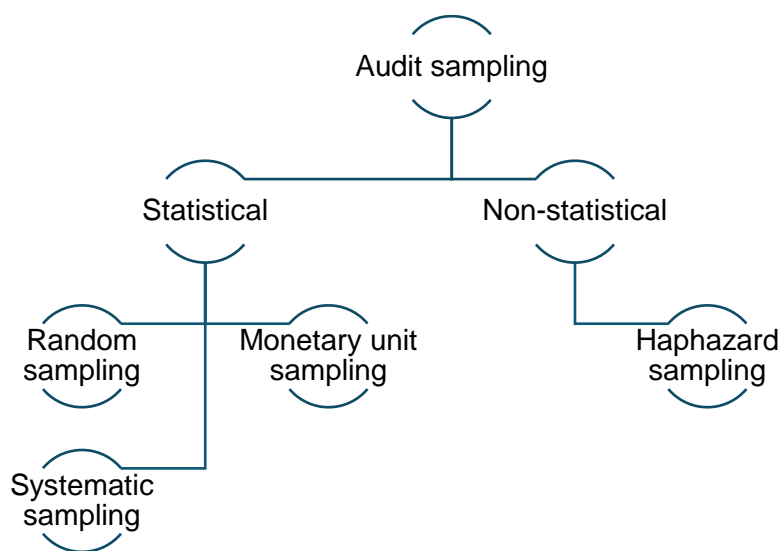 Audit sampling
Statistical
Non-statistical
Random
sampling
Monetary unit
sampling
Haphazard
sampling
Systematic
sampling